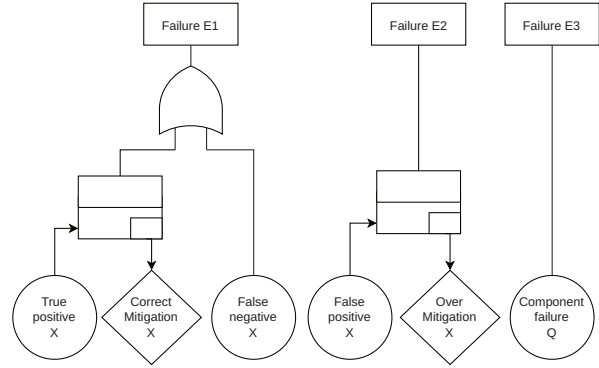 Failure E1
Failure E2
Failure E3
True
positive
X
Correct
Mitigation
X
False
negative
X
False
positive
X
Over
Mitigation
X
Component
failure
Q